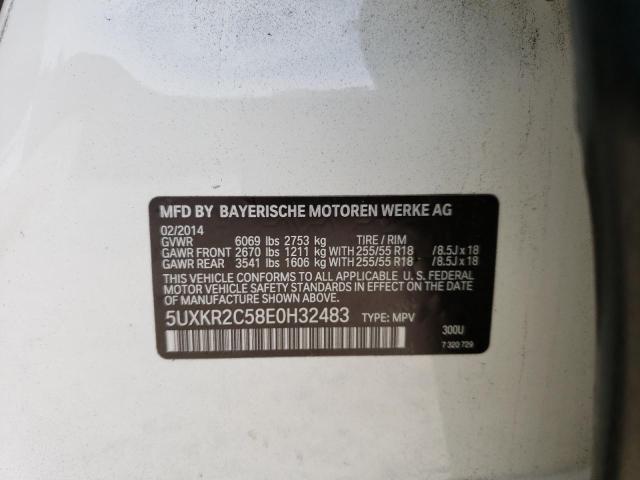 MFD BY BAYERISCHE MOTOREN WERKE AG
02/2014
GVWR 6069 lbs 2753 kg TIRE / RIM
GAWR FRONT 2670 lbs 1211 kg WITH 255/55 R18 /8.5J x 18
GAWR REAR 3541 lbs 1606 kg WITH 255/55 R18 /8.5J x 18
THIS VEHICLE CONFORMS TO ALL APPLICABLE U. S. FEDERAL
MOTOR VEHICLE SAFETY STANDARDS IN EFFECT ON THE
DATE OF MANUFACTURE SHOWN ABOVE.
5UXKR2C58E0H32483 TYPE: MPV
300U
7 320 729